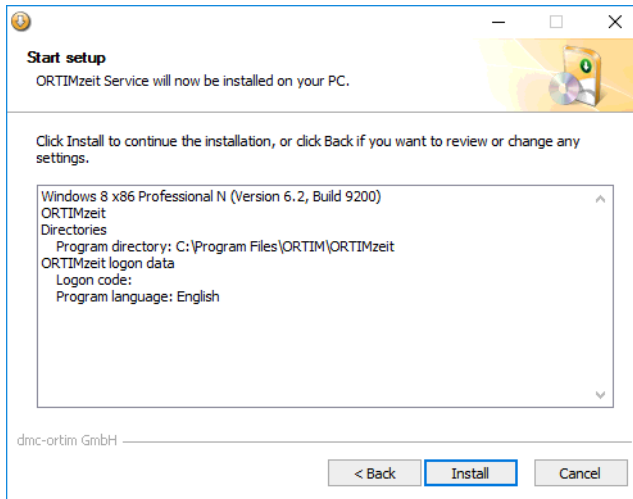 Start setup
ORTIMzeit Service will now be installed on your PC.
Click Install to continue the installation, or click Back if you want to review or change any
settings.
Windows 8 x86 Professional N (Version 6.2, Build 9200)
ORTIMzeit
Directories
Program directory: C:\Program Files\ORTIM\ORTIMzeit
ORTIMzeit logon data
Logon code:
Program language: English
dmc-ortim GmbH
< Back Install Cancel